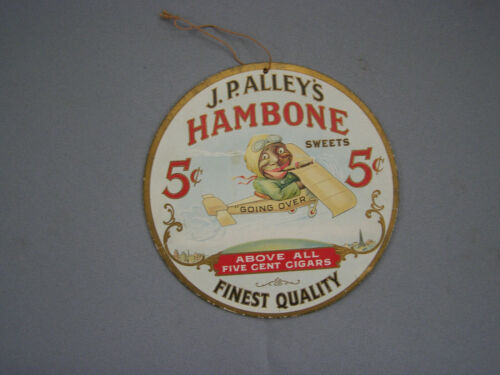 J.P. ALLEY'S
HAMBONE
SWEETS
5¢ 5¢
"GOING OVER"
ABOVE ALL
FIVE CENT CIGARS
FINEST QUALITY